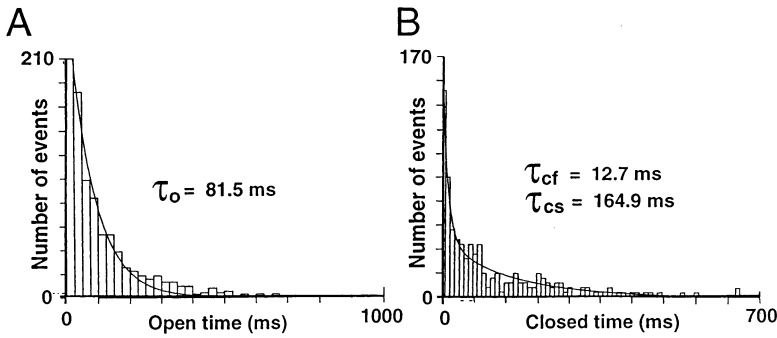 A
210
Number of events
τo = 81.5 ms
0
0
Open time (ms)
1000
B
170
Number of events
τcf = 12.7 ms
τcs = 164.9 ms
0
0
Closed time (ms)
700